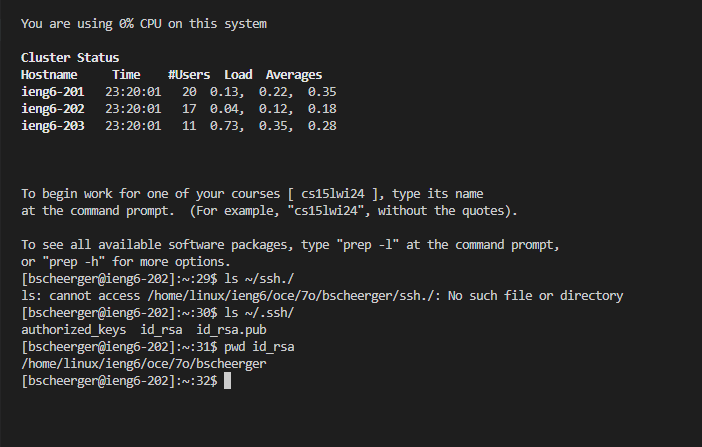 You are using 0% CPU on this system
Cluster Status
Hostname     Time    #Users  Load  Averages
ieng6-201   23:20:01   20  0.13,  0.22,  0.35
ieng6-202   23:20:01   17  0.04,  0.12,  0.18
ieng6-203   23:20:01   11  0.73,  0.35,  0.28
To begin work for one of your courses [ cs15lwi24 ], type its name
at the command prompt.  (For example, "cs15lwi24", without the quotes).
To see all available software packages, type "prep -l" at the command prompt,
or "prep -h" for more options.
[bscheerger@ieng6-202]:~:29$ ls ~/ssh./
ls: cannot access /home/linux/ieng6/oce/7o/bscheerger/ssh./: No such file or directory
[bscheerger@ieng6-202]:~:30$ ls ~/.ssh/
authorized_keys  id_rsa  id_rsa.pub
[bscheerger@ieng6-202]:~:31$ pwd id_rsa
/home/linux/ieng6/oce/7o/bscheerger
[bscheerger@ieng6-202]:~:32$